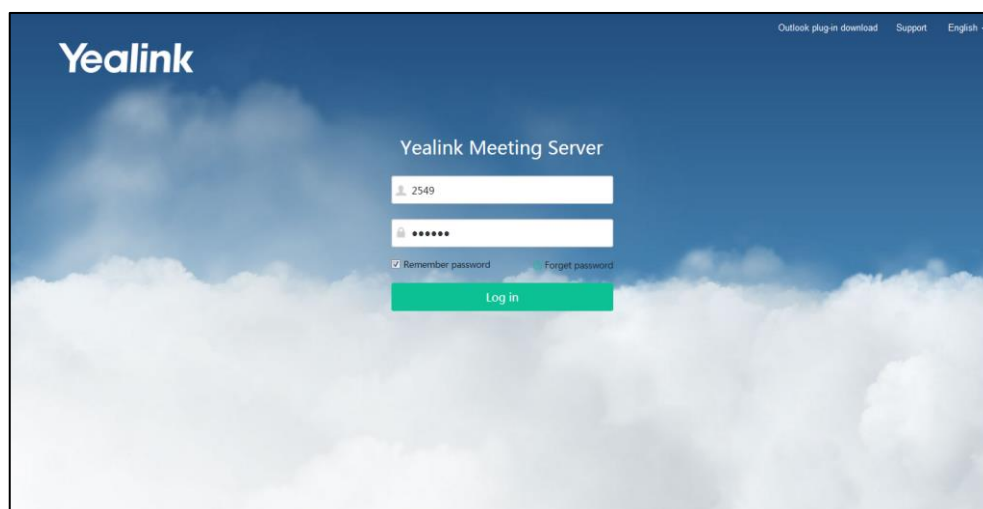 Outlook plug-in download Support English
Yealink
Yealink Meeting Server
2549
••••••
Remember password Forget password
Log in